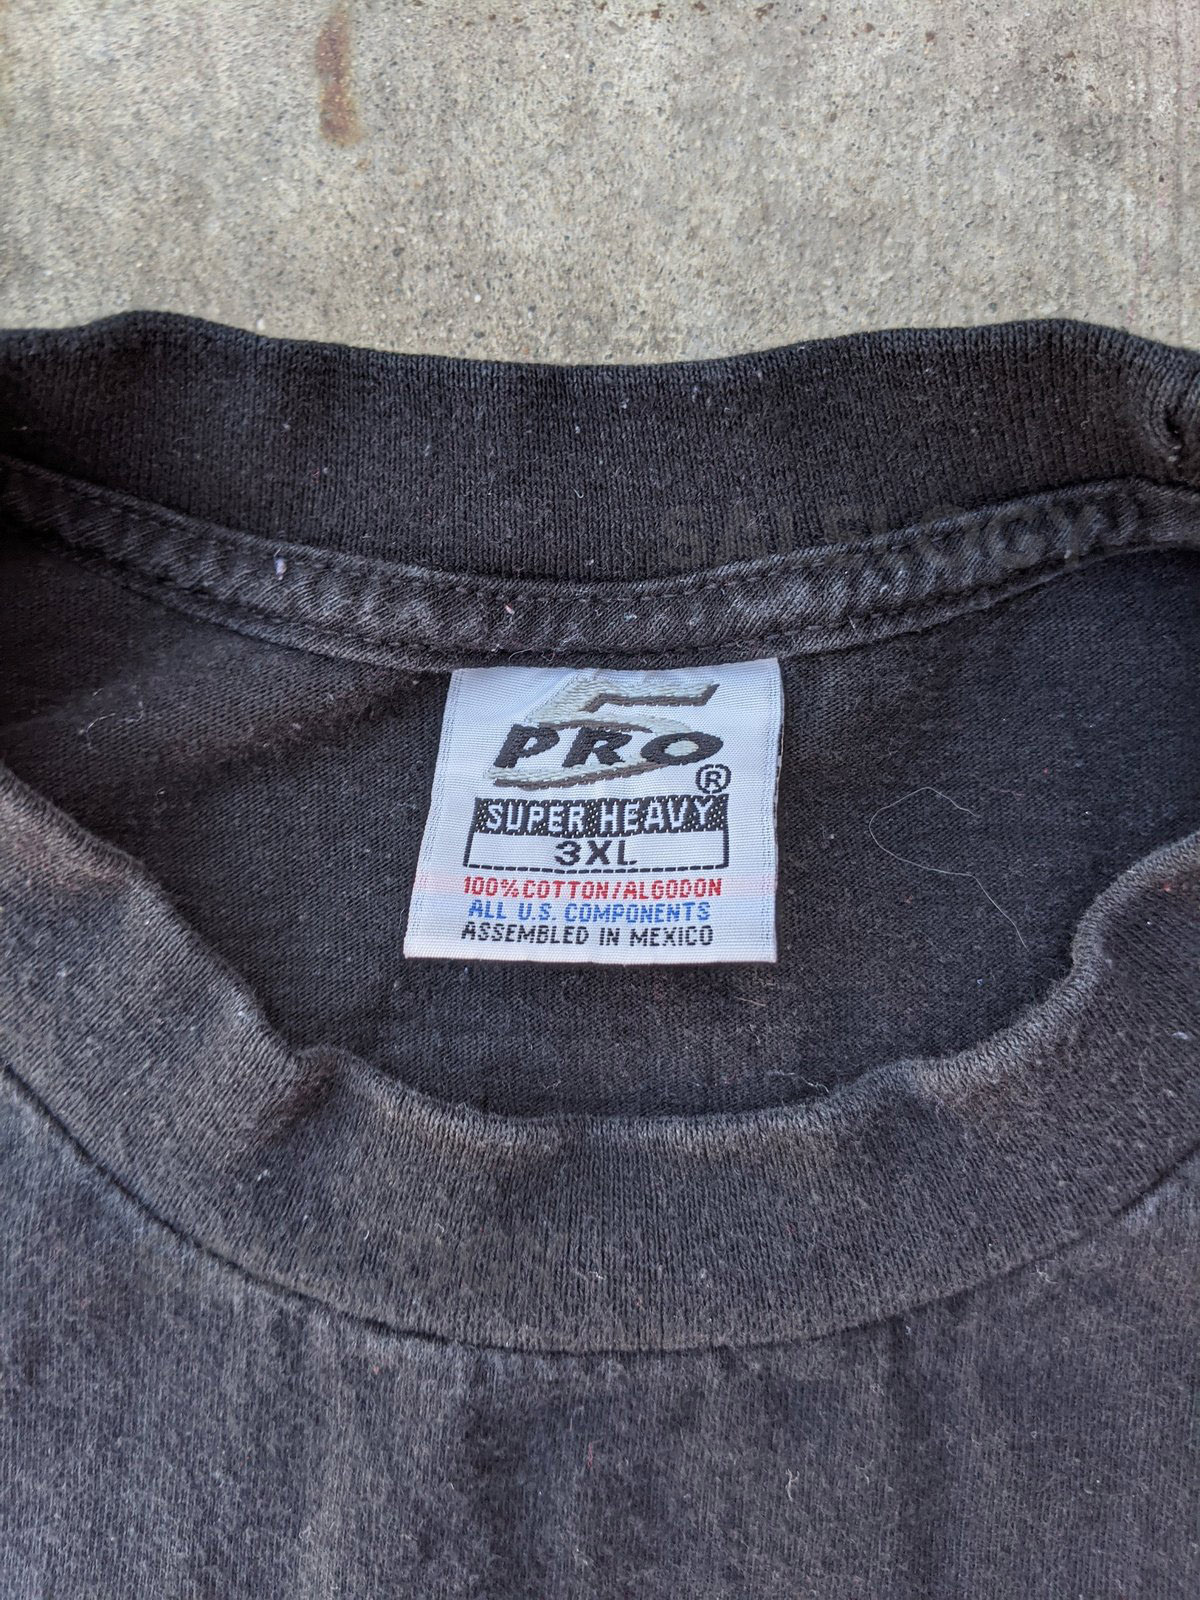 PRO
®
SUPER HEAVY
3XL
100% COTTON/ALGODON
ALL U.S. COMPONENTS
ASSEMBLED IN MEXICO